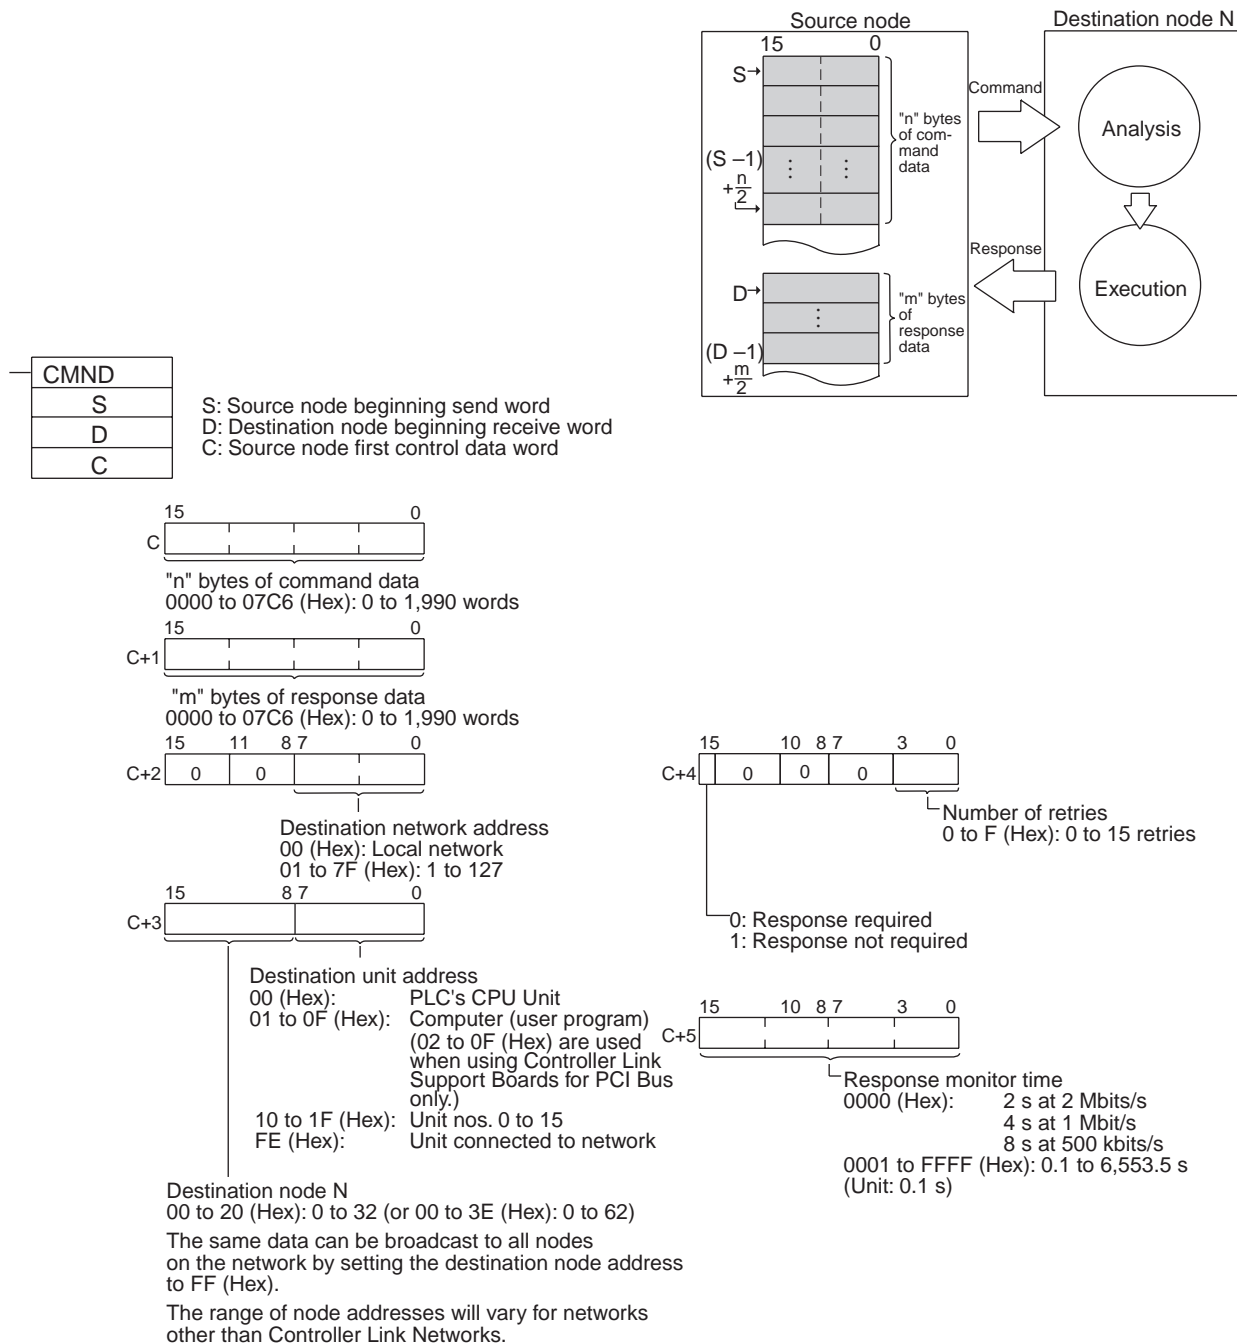 Source node
Destination node N
15 0
S
"n" bytes
of com-
mand
data
(S –1)
+n/2
Command
Analysis
Response
Execution
D
"m" bytes
of
response
data
(D –1)
+m/2
CMND
S
D
C
S: Source node beginning send word
D: Destination node beginning receive word
C: Source node first control data word
15 0
C
"n" bytes of command data
0000 to 07C6 (Hex): 0 to 1,990 words
15 0
C+1
"m" bytes of response data
0000 to 07C6 (Hex): 0 to 1,990 words
15 11 8 7 0
C+2 0 0
Destination network address
00 (Hex): Local network
01 to 7F (Hex): 1 to 127
15 8 7 0
C+3
Destination unit address
00 (Hex): PLC's CPU Unit
01 to 0F (Hex): Computer (user program)
(02 to 0F (Hex) are used
when using Controller Link
Support Boards for PCI Bus
only.)
10 to 1F (Hex): Unit nos. 0 to 15
FE (Hex): Unit connected to network
Destination node N
00 to 20 (Hex): 0 to 32 (or 00 to 3E (Hex): 0 to 62)
The same data can be broadcast to all nodes
on the network by setting the destination node address
to FF (Hex).
The range of node addresses will vary for networks
other than Controller Link Networks.
15 10 8 7 3 0
C+4 0 0 0
Number of retries
0 to F (Hex): 0 to 15 retries
0: Response required
1: Response not required
15 10 8 7 3 0
C+5
Response monitor time
0000 (Hex): 2 s at 2 Mbits/s
4 s at 1 Mbit/s
8 s at 500 kbits/s
0001 to FFFF (Hex): 0.1 to 6,553.5 s
(Unit: 0.1 s)